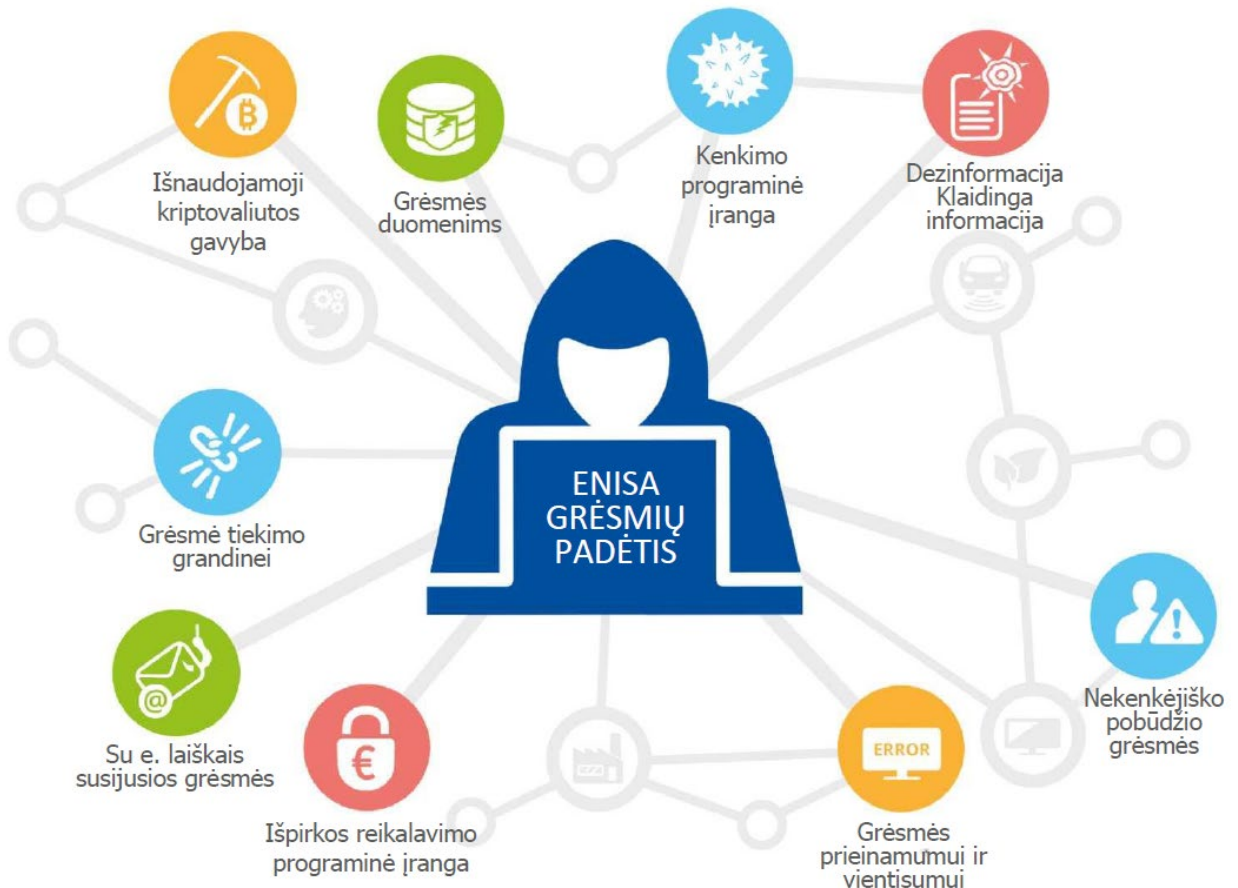 Išnaudojamoji
kriptovaliutos
gavyba
Grėsmės
duomenims
Kenkimo
programinė
įranga
Dezinformacija
Klaidinga
informacija
Grėsmė tiekimo
grandinei
ENISA
GRĖSMIŲ
PADĖTIS
Su e. laiškais
susijusios grėsmės
@
€
Išpirkos reikalavimo
programinė įranga
ERROR
Grėsmės
prieinamumui ir
vientisumui
Nekenkėjiško
pobūdžio
grėsmės